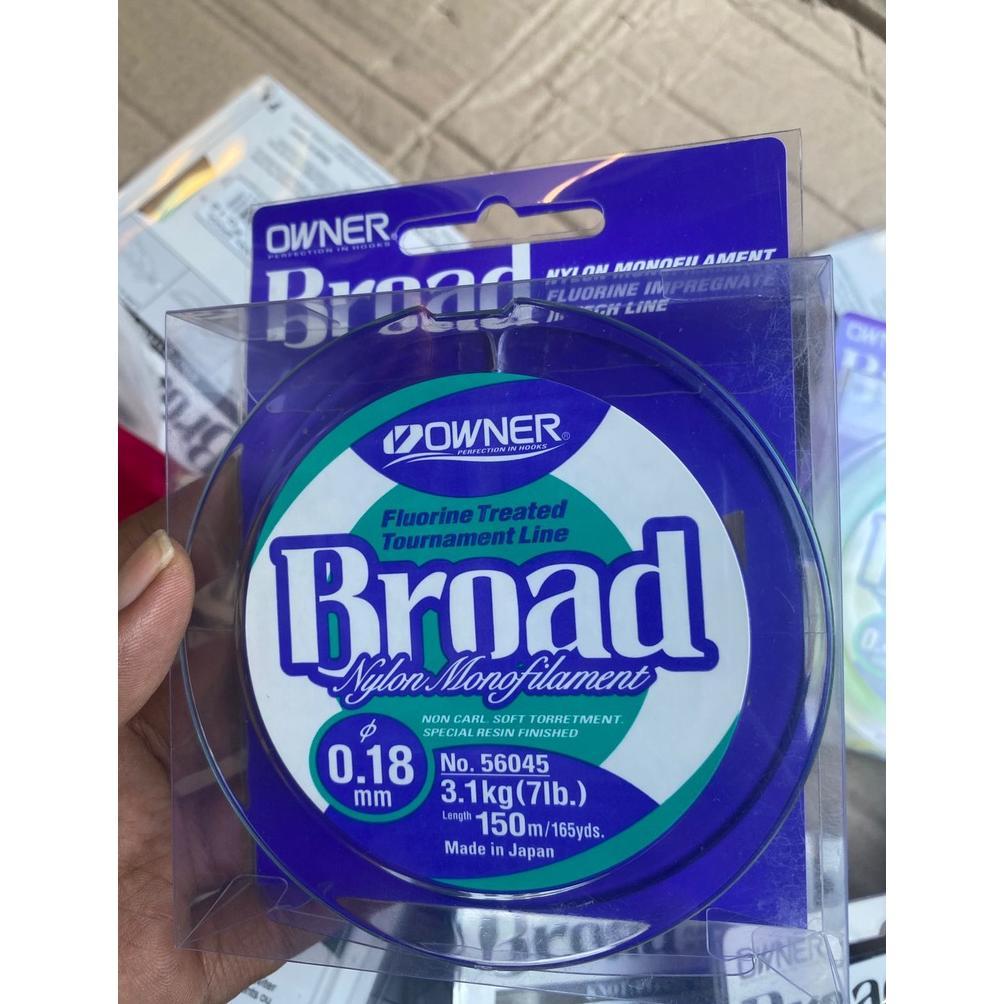 OWNER
PERFECTION IN HOOKS
Broad
NYLON MONOFILAMENT
FLUORINE IMPREGNATE
OWNER®
PERFECTION IN HOOKS
Fluorine Treated
Tournament Line
Broad
Nylon Monofilament
NON CARL. SOFT TORRETMENT.
SPECIAL RESIN FINISHED
ϕ
0.18
mm
No. 56045
3.1kg(7lb.)
Length 150m/165yds.
Made in Japan
Broad
OWNER